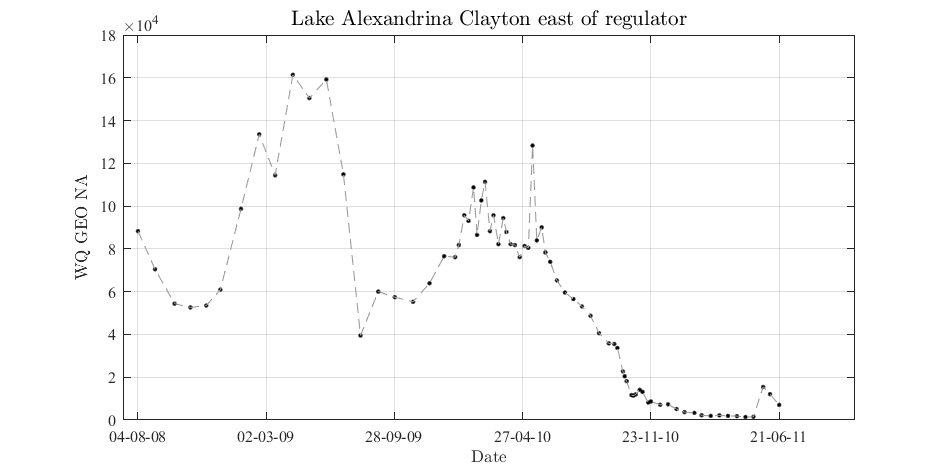 Lake Alexandrina Clayton east of regulator
×10⁴
18
16
14
12
10
8
6
4
2
0
WQ GEO NA
04-08-08 02-03-09 28-09-09 27-04-10 23-11-10 21-06-11
Date